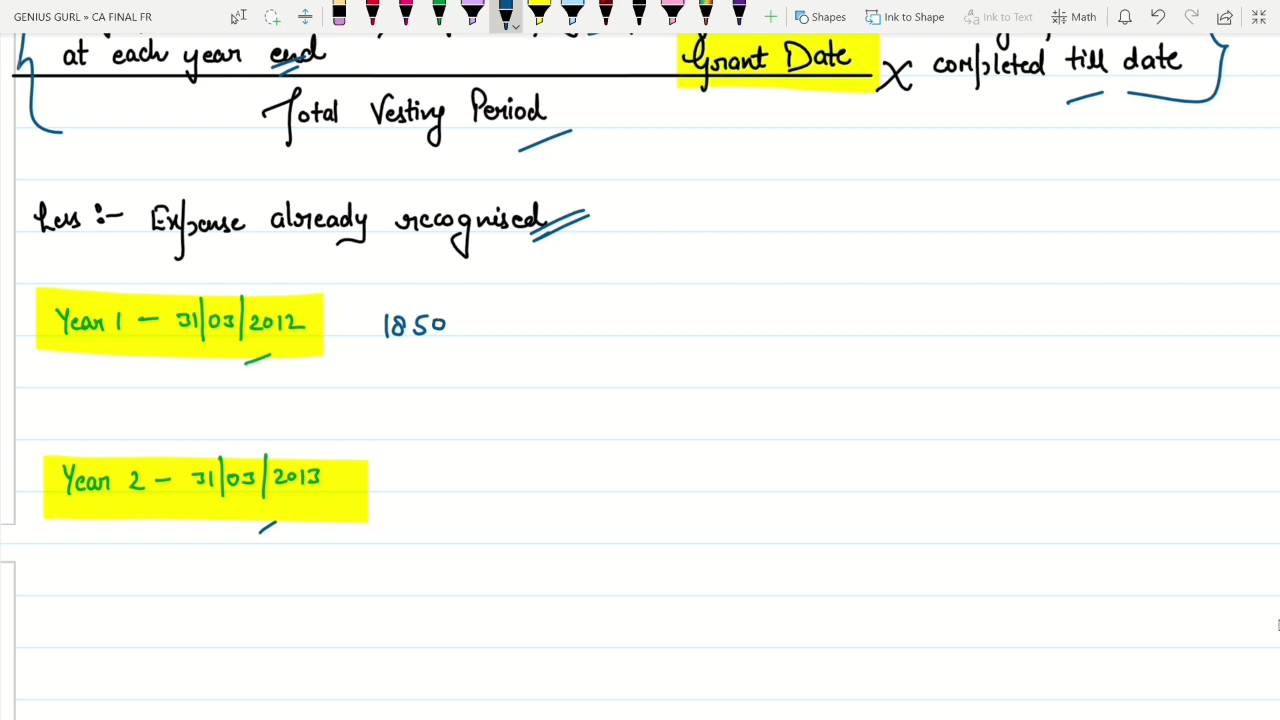 GENIUS GURL » CA FINAL FR
Shapes
Ink to Shape
Ink to Text
Math
at each year end
Grant Date X completed till date
Total Vesting Period
Less :- Expense already recognised
Year 1 - 31/03/2012 1850
Year 2 - 31/03/2013